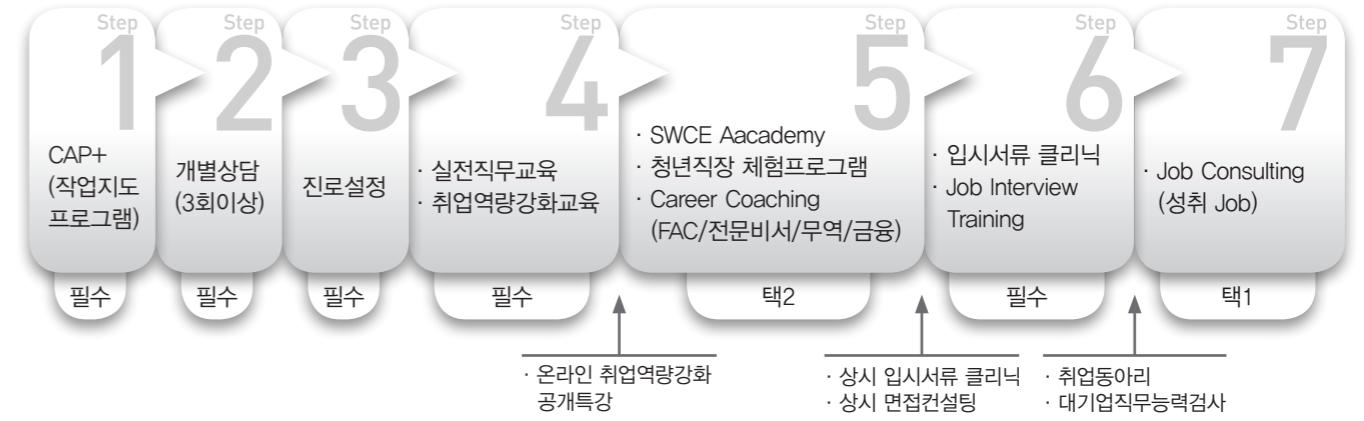 Step
1
CAP+
(작업지도
프로그램)
필수
Step
2
개별상담
(3회이상)
필수
Step
3
진로설정
필수
Step
4
· 실전직무교육
· 취업역량강화교육
필수
· 온라인 취업역량강화
공개특강
Step
5
· SWCE Aacademy
· 청년직장 체험프로그램
· Career Coaching
(FAC/전문비서/무역/금융)
택2
· 상시 입시서류 클리닉
· 상시 면접컨설팅
Step
6
· 입시서류 클리닉
· Job Interview
Training
필수
· 취업동아리
· 대기업직무능력검사
Step
7
· Job Consulting
(성취 Job)
택1